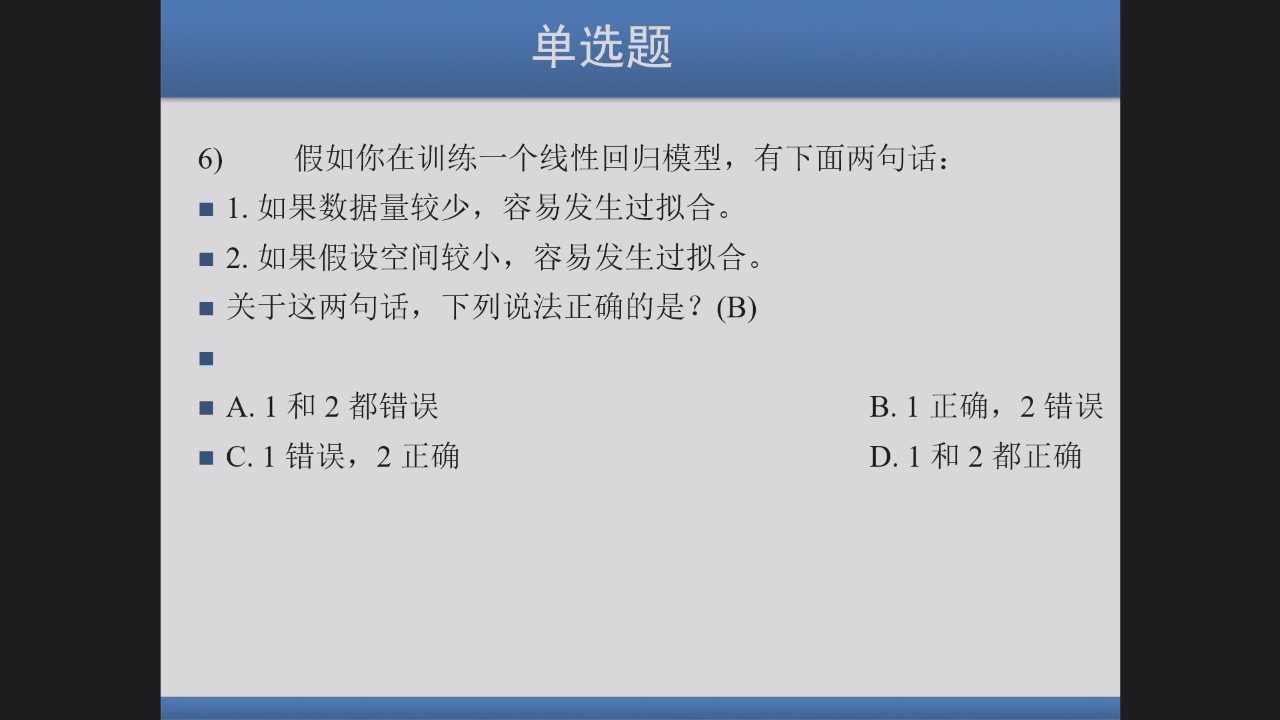 单选题
6) 假如你在训练一个线性回归模型，有下面两句话：
1. 如果数据量较少，容易发生过拟合。
2. 如果假设空间较小，容易发生过拟合。
关于这两句话，下列说法正确的是？(B)
A. 1 和 2 都错误 B. 1 正确，2 错误
C. 1 错误，2 正确 D. 1 和 2 都正确